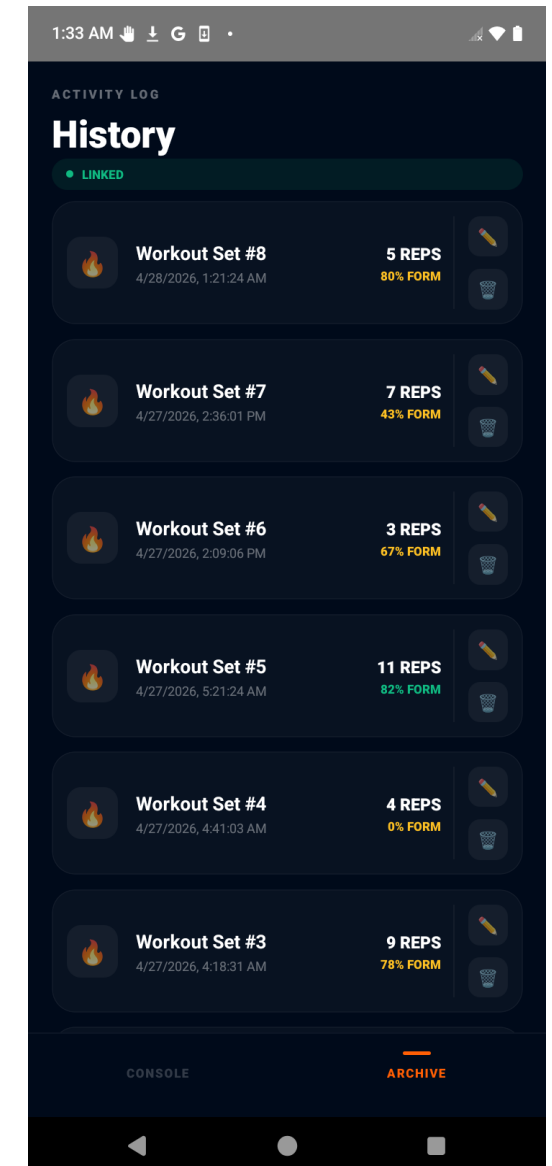 1:33 AM
ACTIVITY LOG
History
LINKED
Workout Set #8
4/28/2026, 1:21:24 AM
5 REPS
80% FORM
Workout Set #7
4/27/2026, 2:36:01 PM
7 REPS
43% FORM
Workout Set #6
4/27/2026, 2:09:06 PM
3 REPS
67% FORM
Workout Set #5
4/27/2026, 5:21:24 AM
11 REPS
82% FORM
Workout Set #4
4/27/2026, 4:41:03 AM
4 REPS
0% FORM
Workout Set #3
4/27/2026, 4:18:31 AM
9 REPS
78% FORM
CONSOLE
ARCHIVE